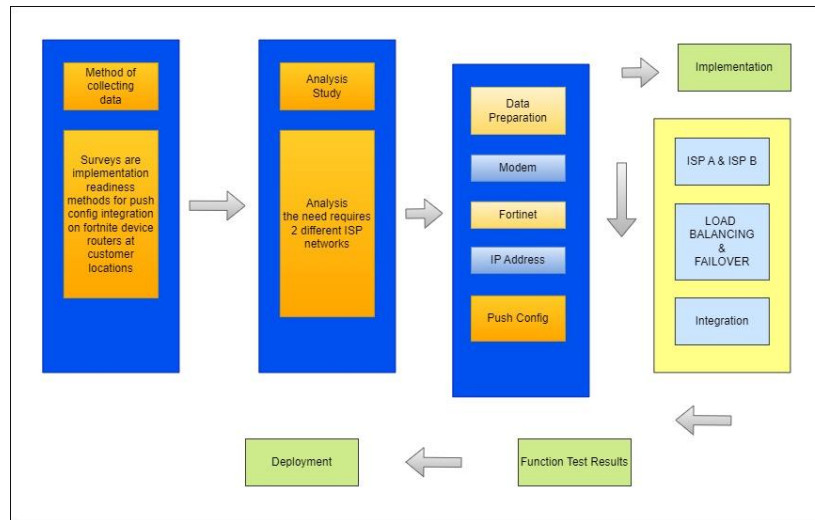 Method of
collecting
data
Surveys are
implementation
readiness
methods for push
config integration
on fortnite device
routers at
customer
locations
Analysis
Study
Analysis
the need requires
2 different ISP
networks
Data
Preparation
Modem
Fortinet
IP Address
Push Config
Implementation
ISP A & ISP B
LOAD
BALANCING
&
FAILOVER
Integration
Function Test Results
Deployment